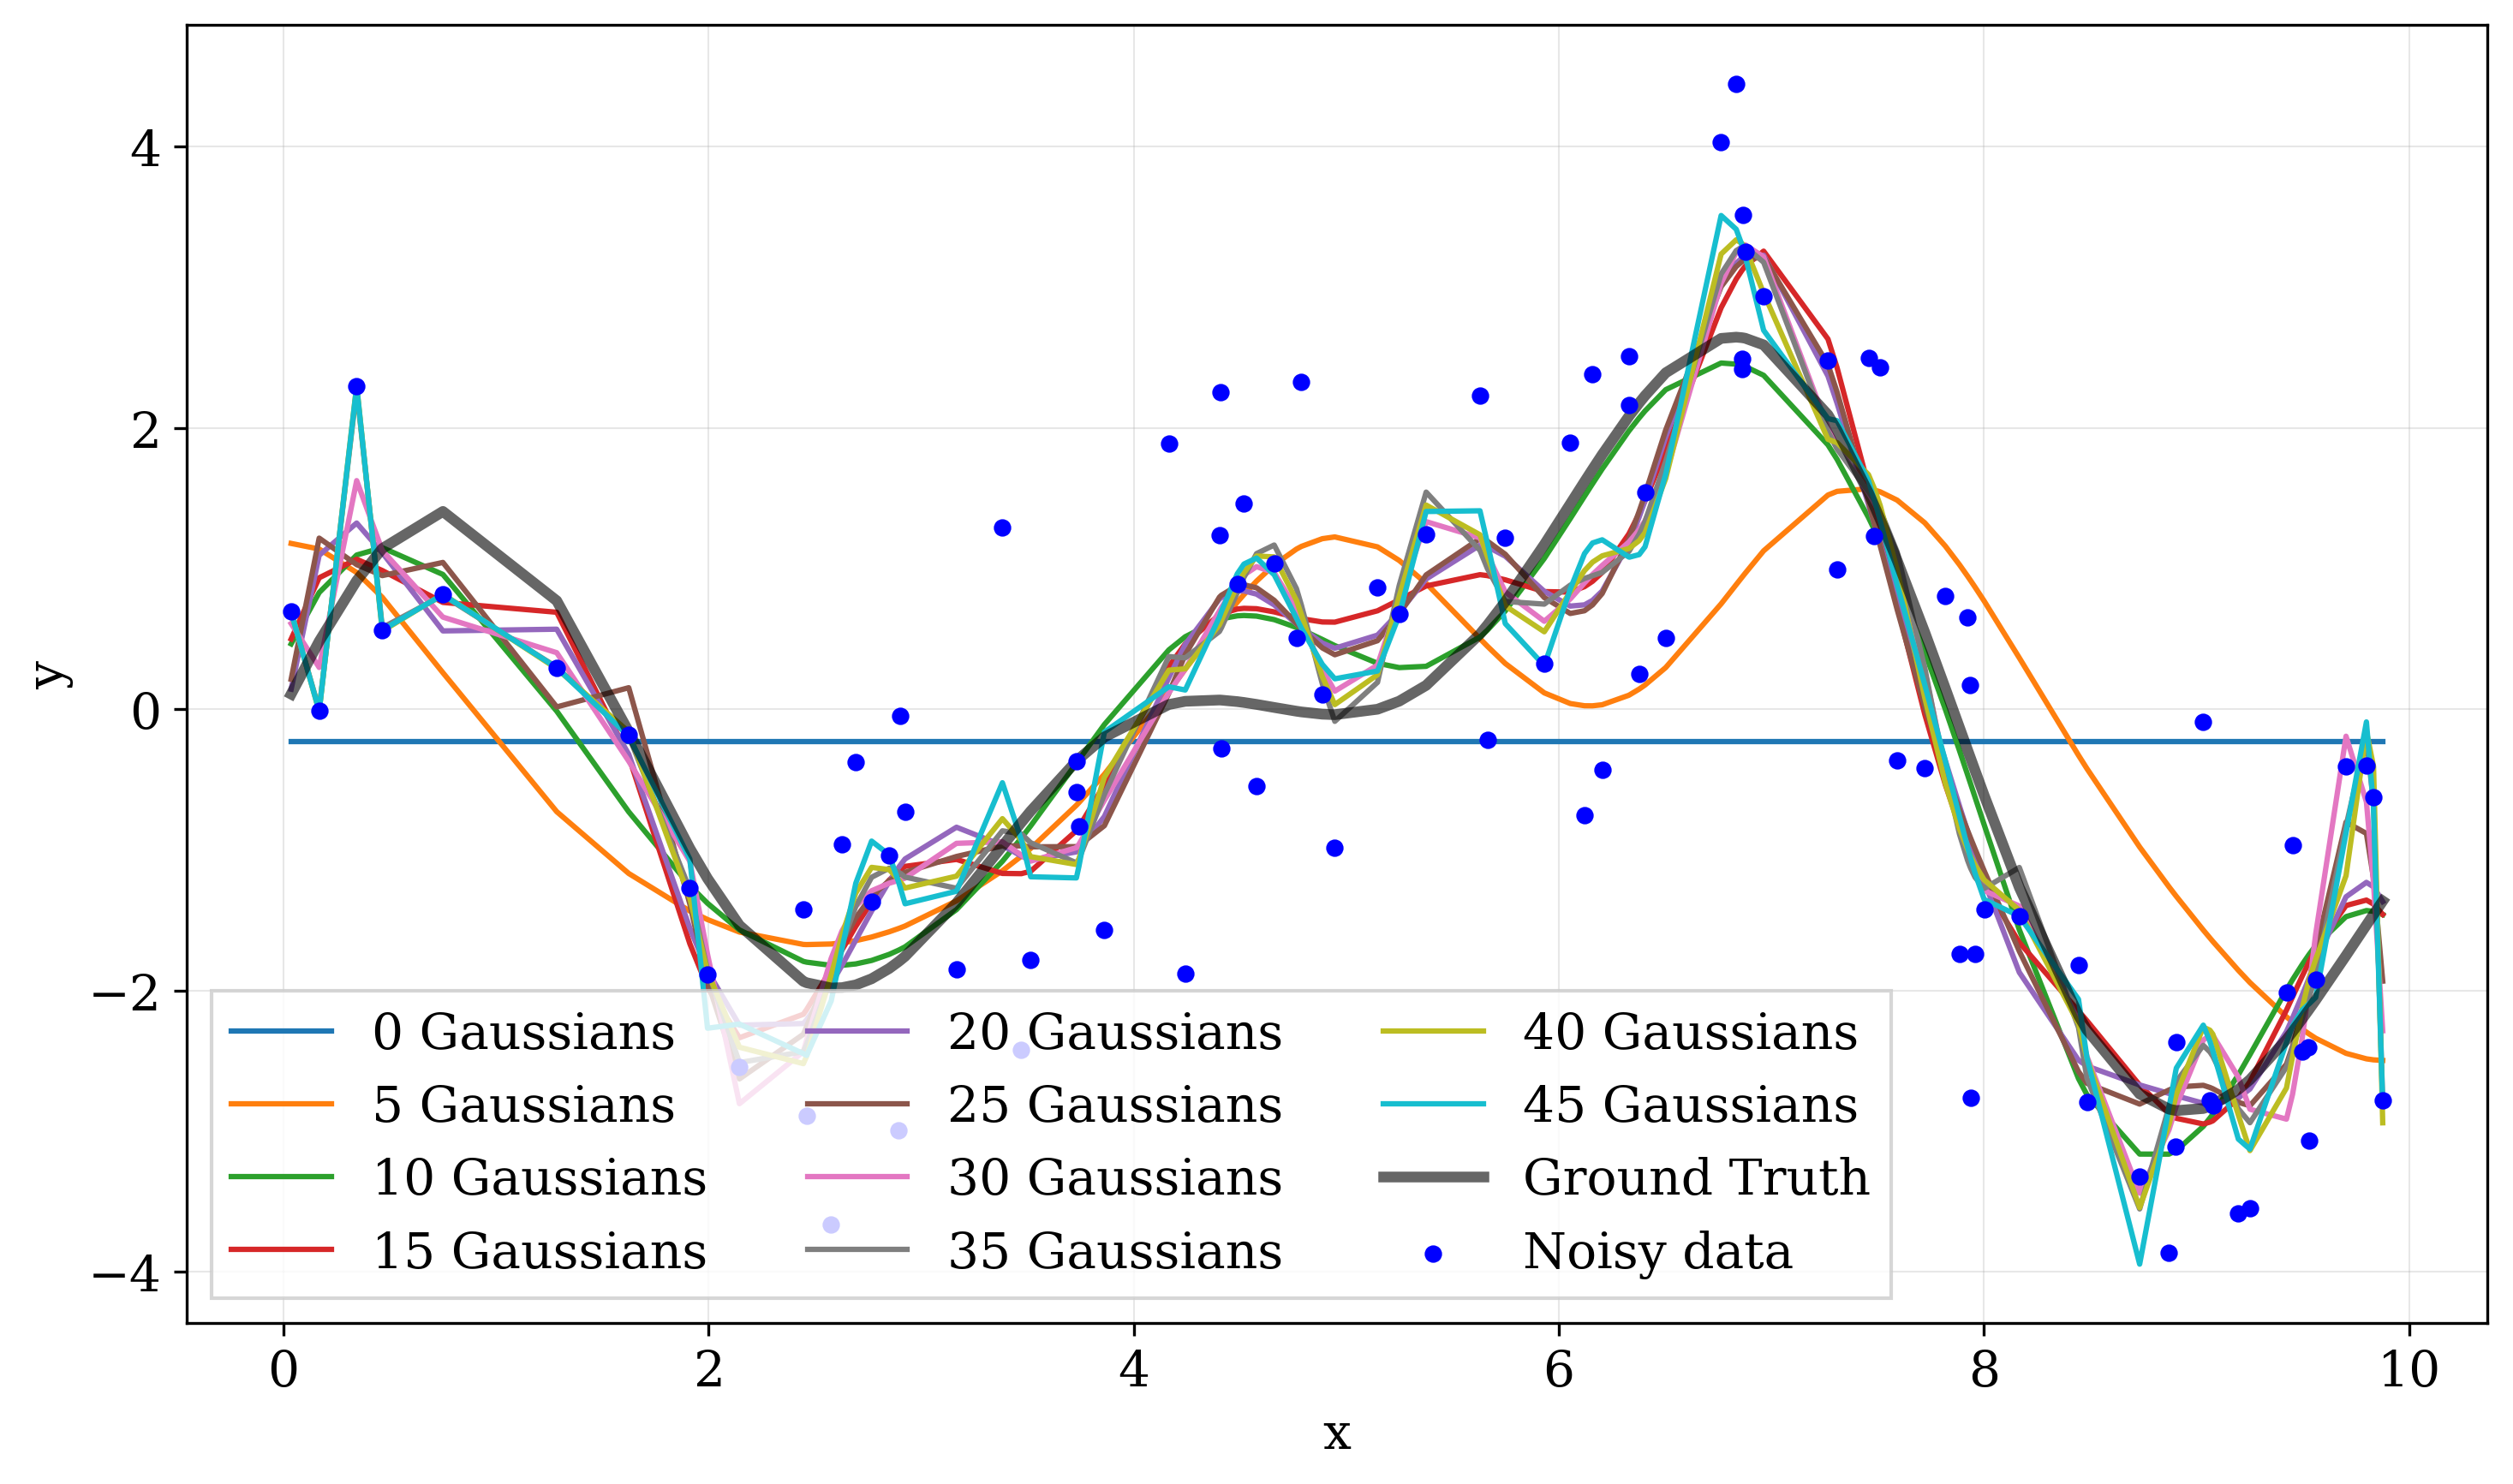 4
2
0
−2
−4
y
0 Gaussians
5 Gaussians
10 Gaussians
15 Gaussians
20 Gaussians
25 Gaussians
30 Gaussians
35 Gaussians
40 Gaussians
45 Gaussians
Ground Truth
Noisy data
0 2 4 6 8 10
x